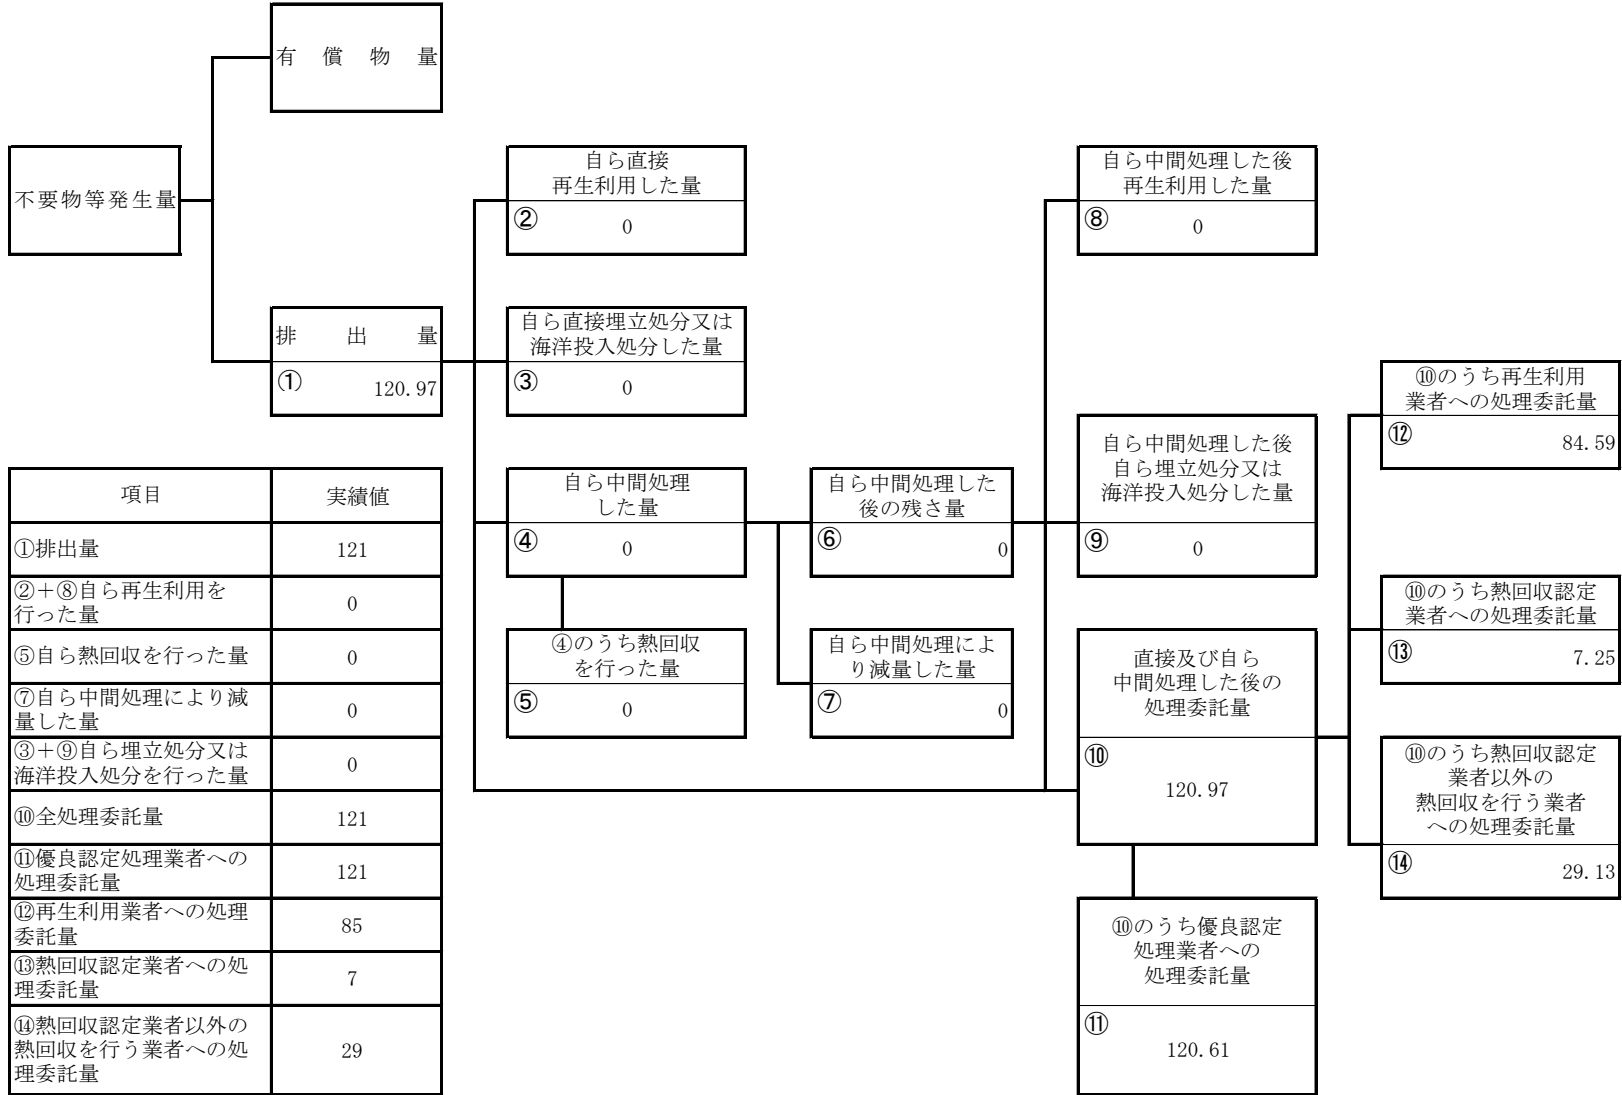 有償物量
不要物等発生量
排出量
①
120.97
自ら直接
再生利用した量
②
0
自ら直接埋立処分又は
海洋投入処分した量
③
0
自ら中間処理
した量
④
0
④のうち熱回収
を行った量
⑤
0
自ら中間処理した
後の残さ量
⑥
0
自ら中間処理によ
り減量した量
⑦
0
自ら中間処理した後
再生利用した量
⑧
0
自ら中間処理した後
自ら埋立処分又は
海洋投入処分した量
⑨
0
直接及び自ら
中間処理した後の
処理委託量
⑩
120.97
⑩のうち優良認定
処理業者への
処理委託量
⑪
120.61
⑩のうち再生利用
業者への処理委託量
⑫
84.59
⑩のうち熱回収認定
業者への処理委託量
⑬
7.25
⑩のうち熱回収認定
業者以外の
熱回収を行う業者
への処理委託量
⑭
29.13
項目 実績値
①排出量 121
②+⑧自ら再生利用を
行った量
0
⑤自ら熱回収を行った量 0
⑦自ら中間処理により減
量した量
0
③+⑨自ら埋立処分又は
海洋投入処分を行った量
0
⑩全処理委託量 121
⑪優良認定処理業者への
処理委託量
121
⑫再生利用業者への処理
委託量
85
⑬熱回収認定業者への処
理委託量
7
⑭熱回収認定業者以外の
熱回収を行う業者への処
理委託量
29